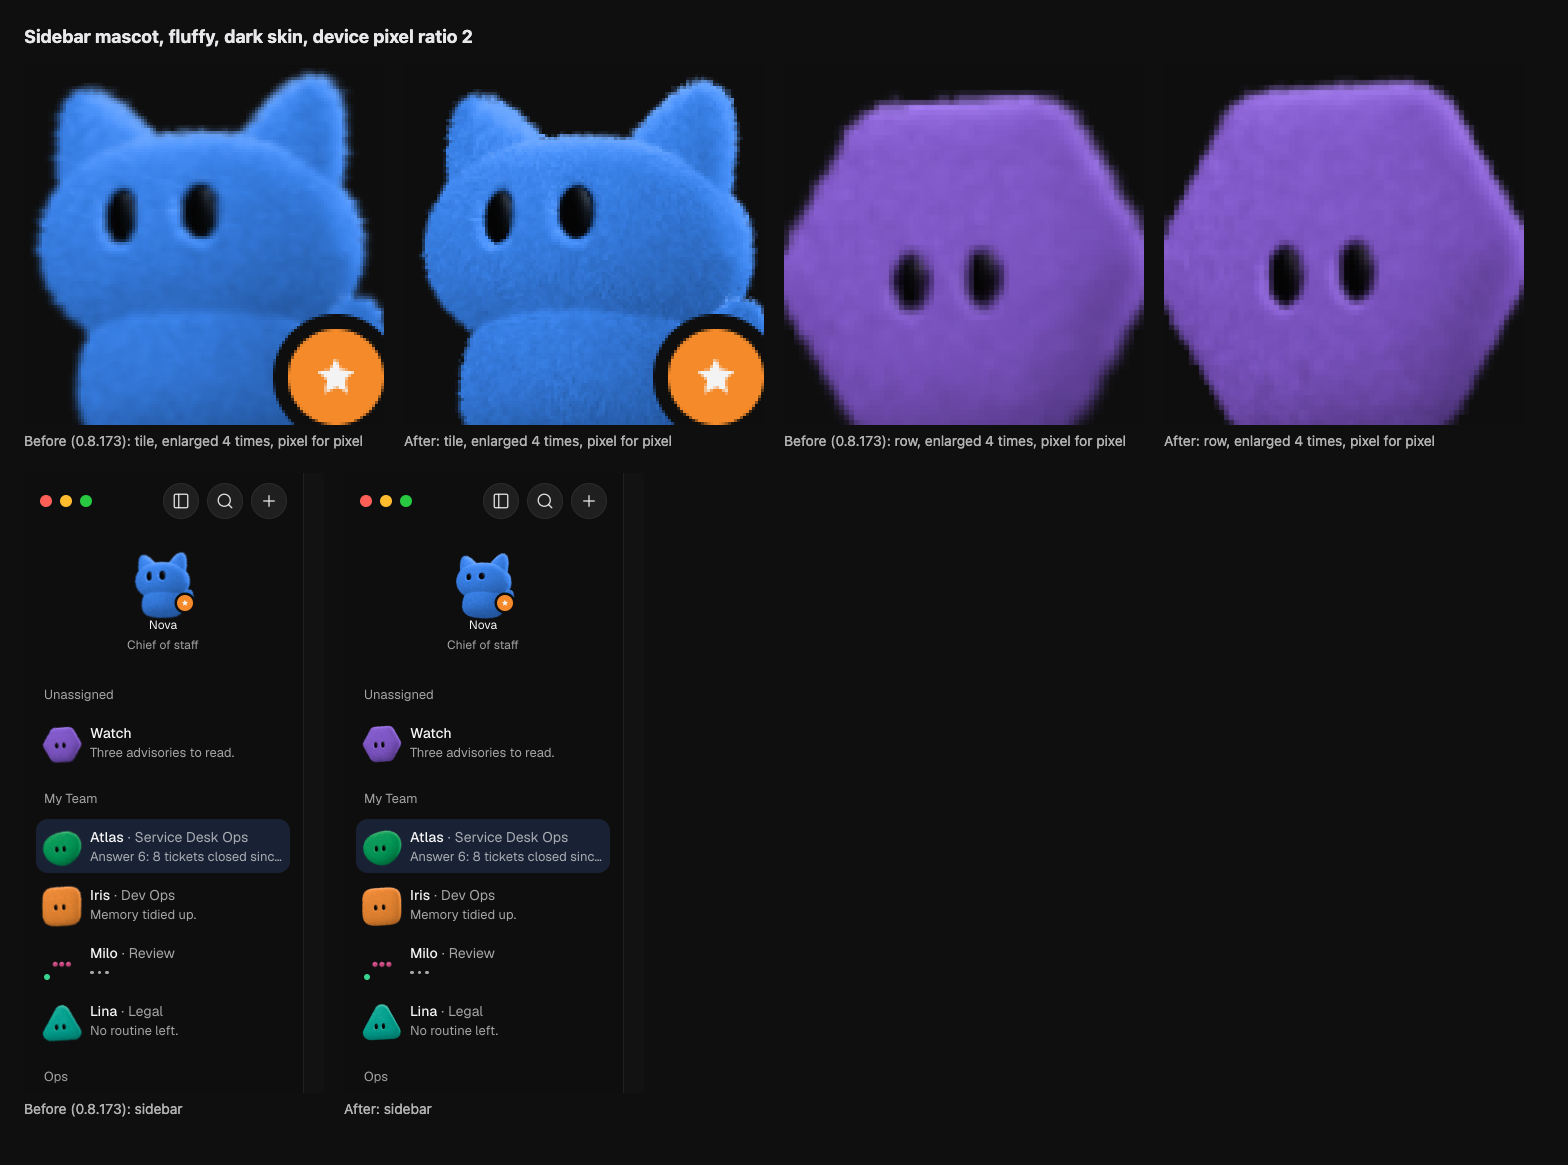 Sidebar mascot, fluffy, dark skin, device pixel ratio 2
Before (0.8.173): tile, enlarged 4 times, pixel for pixel
After: tile, enlarged 4 times, pixel for pixel
Before (0.8.173): row, enlarged 4 times, pixel for pixel
After: row, enlarged 4 times, pixel for pixel
Nova
Chief of staff
Unassigned
Watch
Three advisories to read.
My Team
Atlas · Service Desk Ops
Answer 6: 8 tickets closed sinc...
Iris · Dev Ops
Memory tidied up.
Milo · Review
Lina · Legal
No routine left.
Ops
Before (0.8.173): sidebar
Nova
Chief of staff
Unassigned
Watch
Three advisories to read.
My Team
Atlas · Service Desk Ops
Answer 6: 8 tickets closed sinc...
Iris · Dev Ops
Memory tidied up.
Milo · Review
Lina · Legal
No routine left.
Ops
After: sidebar